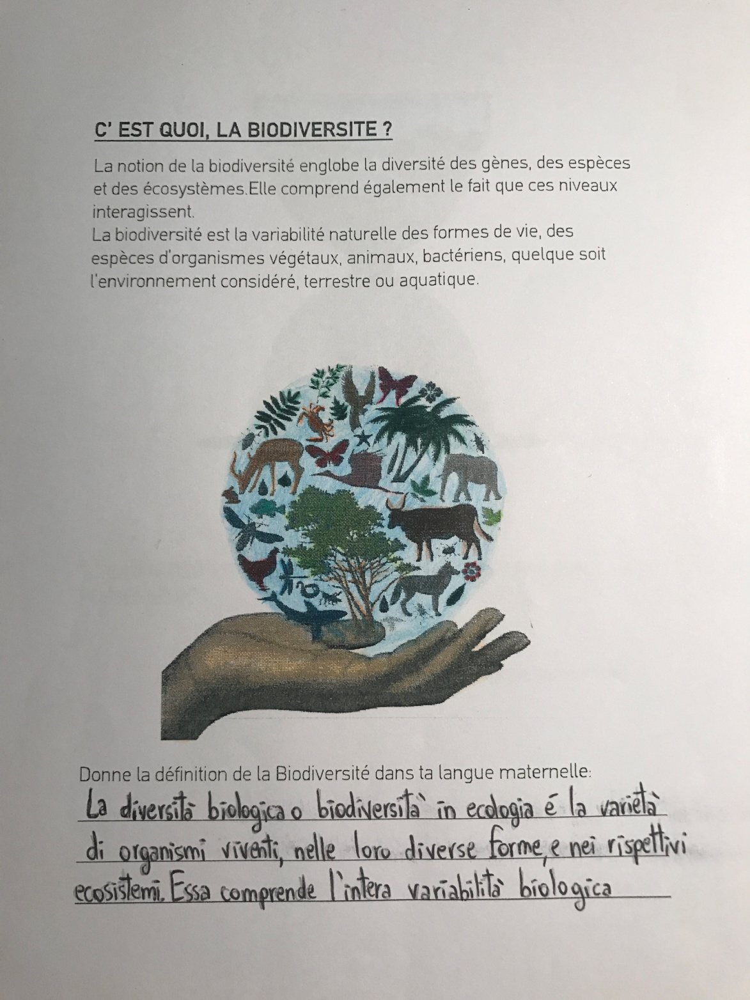 C' EST QUOI, LA BIODIVERSITE ?
La notion de la biodiversité englobe la diversité des gènes, des espèces
et des écosystèmes.Elle comprend également le fait que ces niveaux
interagissent.
La biodiversité est la variabilité naturelle des formes de vie, des
espèces d'organismes végétaux, animaux, bactériens, quelque soit
l'environnement considéré, terrestre ou aquatique.
Donne la définition de la Biodiversité dans ta langue maternelle:
La diversità biologica o biodiversità in ecologia é la varietà
di organismi viventi, nelle loro diverse forme, e nei rispettivi
ecosistemi. Essa comprende l'intera variabilità biologica